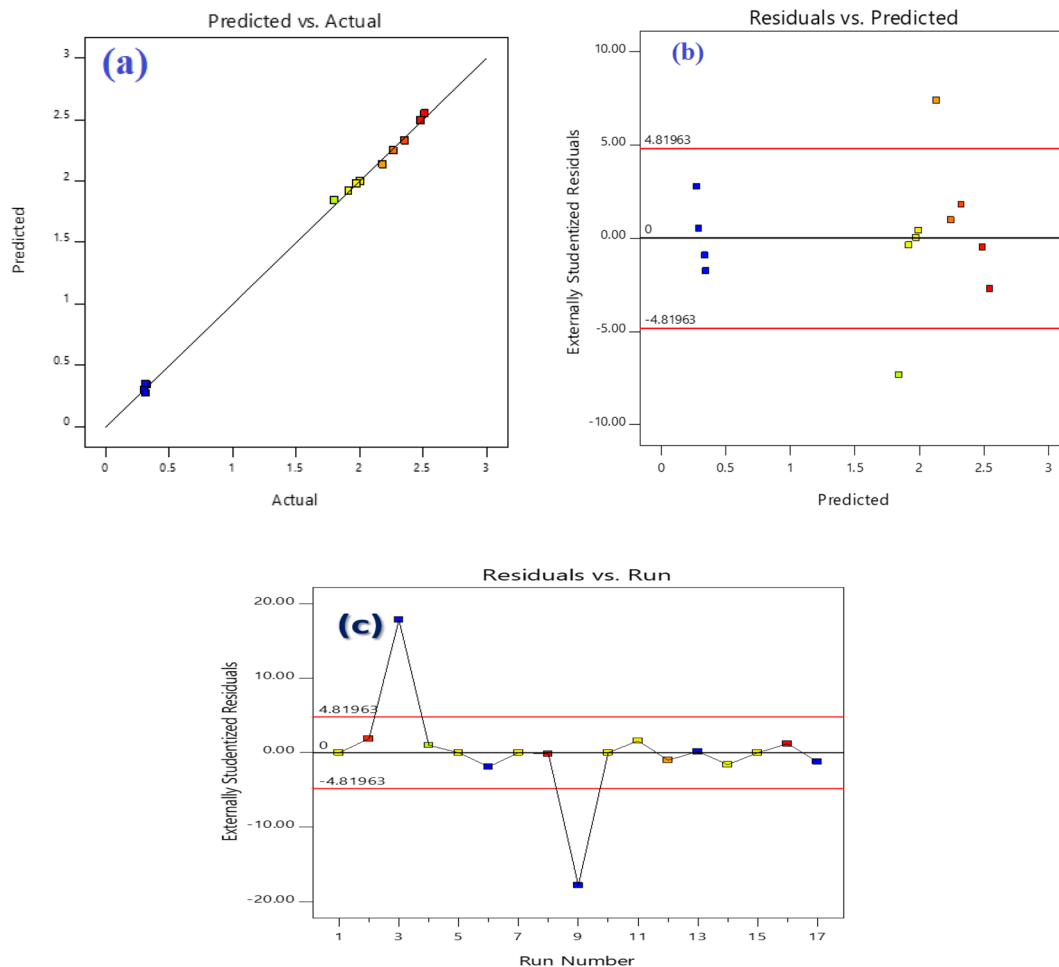 Predicted vs. Actual
(a)
3
2.5
2
1.5
1
0.5
0
Predicted
0 0.5 1 1.5 2 2.5 3
Actual
Residuals vs. Predicted
(b)
10.00
5.00
0.00
-5.00
-10.00
4.81963
0
-4.81963
Externally Studentized Residuals
0 0.5 1 1.5 2 2.5 3
Predicted
Residuals vs. Run
(c)
20.00
10.00
0.00
-10.00
-20.00
4.81963
0
-4.81963
Externally Studentized Residuals
1 3 5 7 9 11 13 15 17
Run Number